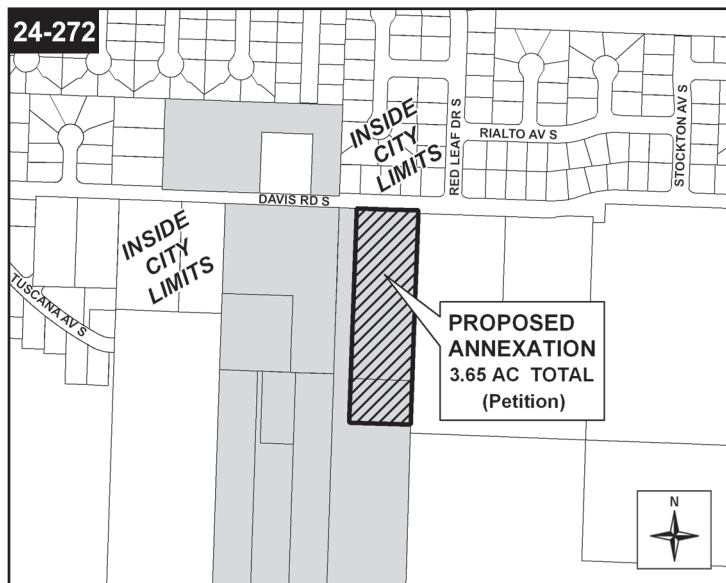 24-272
INSIDE
CITY
LIMITS
RED LEAF DR S
RIALTO AV S
STOCKTON AV S
DAVIS RD S
INSIDE
CITY
LIMITS
TUSCANA AV S
PROPOSED
ANNEXATION
3.65 AC TOTAL
(Petition)
N